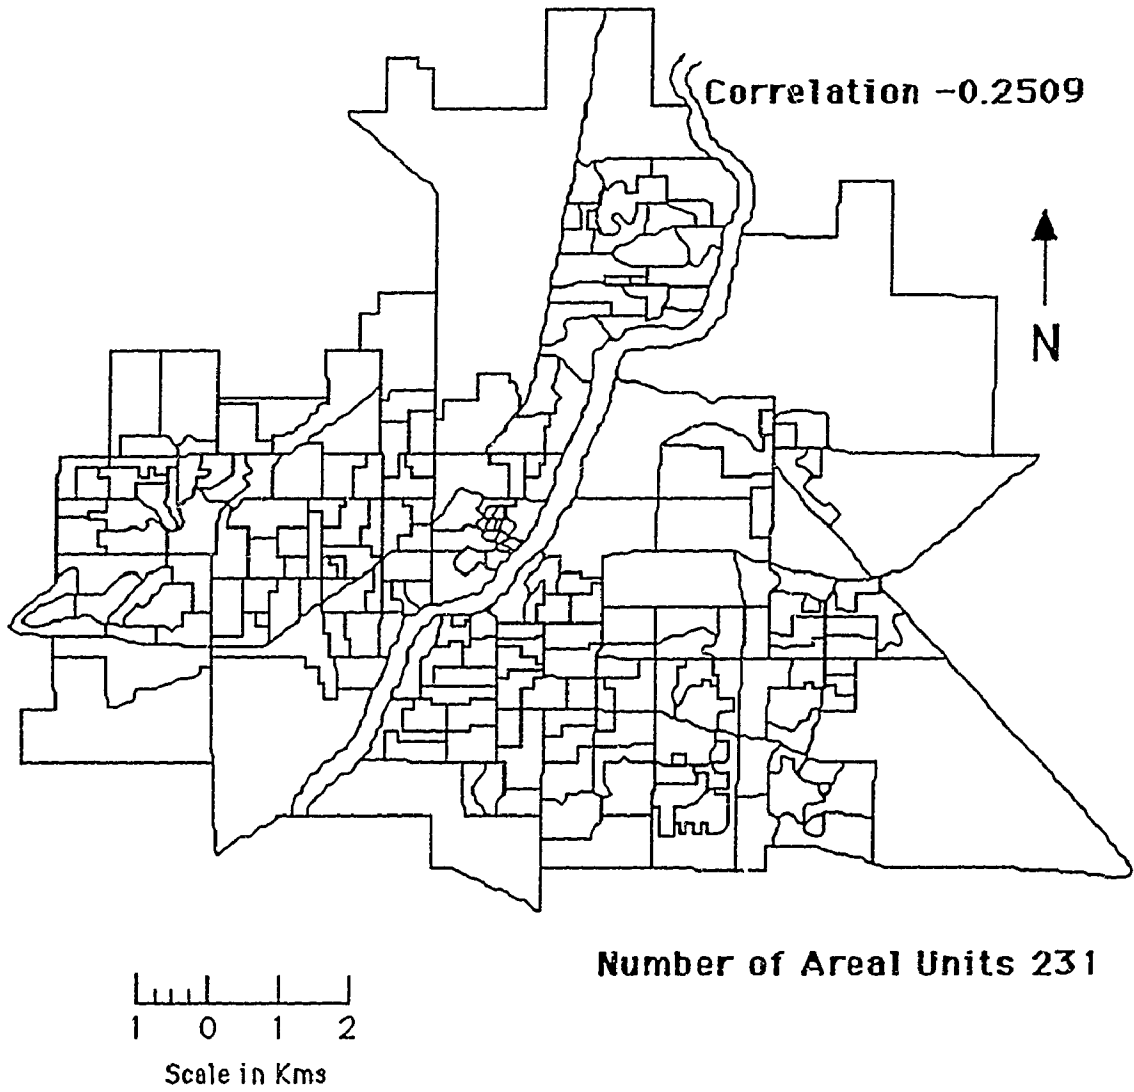 Correlation -0.2509
N
Number of Areal Units 231
1 0 1 2
Scale in Kms